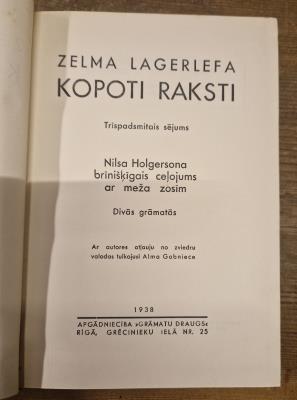 ZELMA LAGERLEFA
KOPOTI RAKSTI
Trīspadsmitais sējums
Nilsa Holgersona
brīnišķīgais ceļojums
ar meža zosīm
Divās grāmatās
Ar autores atļauju no zviedru
valodas tulkojusi Alma Gobniece
1938
APGĀDNIECĪBA »GRĀMATU DRAUGS«
RĪGĀ, GRĒCINIEKU IELĀ NR. 25